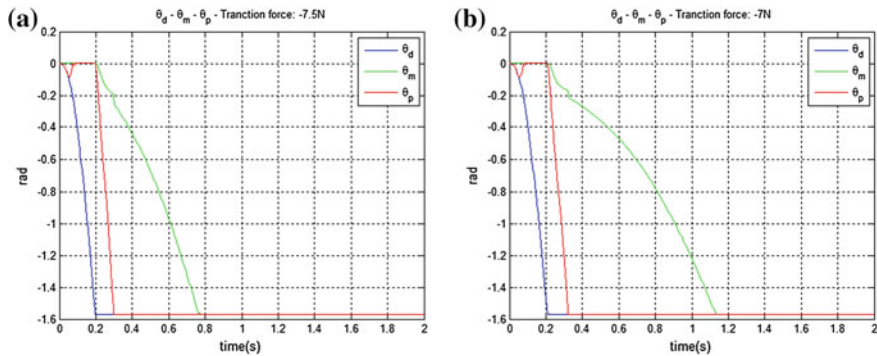 (a)
θd - θm - θp - Tranction force: -7.5N
0.2
0
-0.2
-0.4
-0.6
-0.8
-1
-1.2
-1.4
-1.6
rad
θd
θm
θp
0 0.2 0.4 0.6 0.8 1 1.2 1.4 1.6 1.8 2
time(s)
(b)
θd - θm - θp - Tranction force: -7N
0.2
0
-0.2
-0.4
-0.6
-0.8
-1
-1.2
-1.4
-1.6
rad
θd
θm
θp
0 0.2 0.4 0.6 0.8 1 1.2 1.4 1.6 1.8 2
time(s)